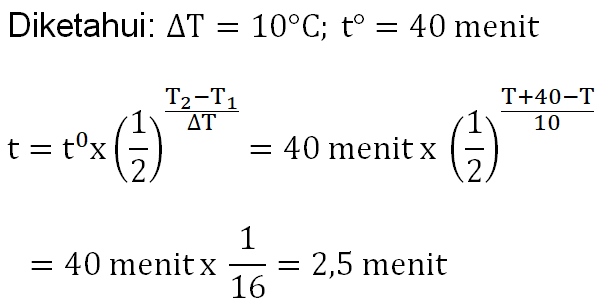 Diketahui: ΔT = 10°C; t° = 40 menit
t = t⁰x (1/2)^((T₂−T₁)/ΔT) = 40 menit x (1/2)^((T+40−T)/10)
= 40 menit x 1/16 = 2,5 menit